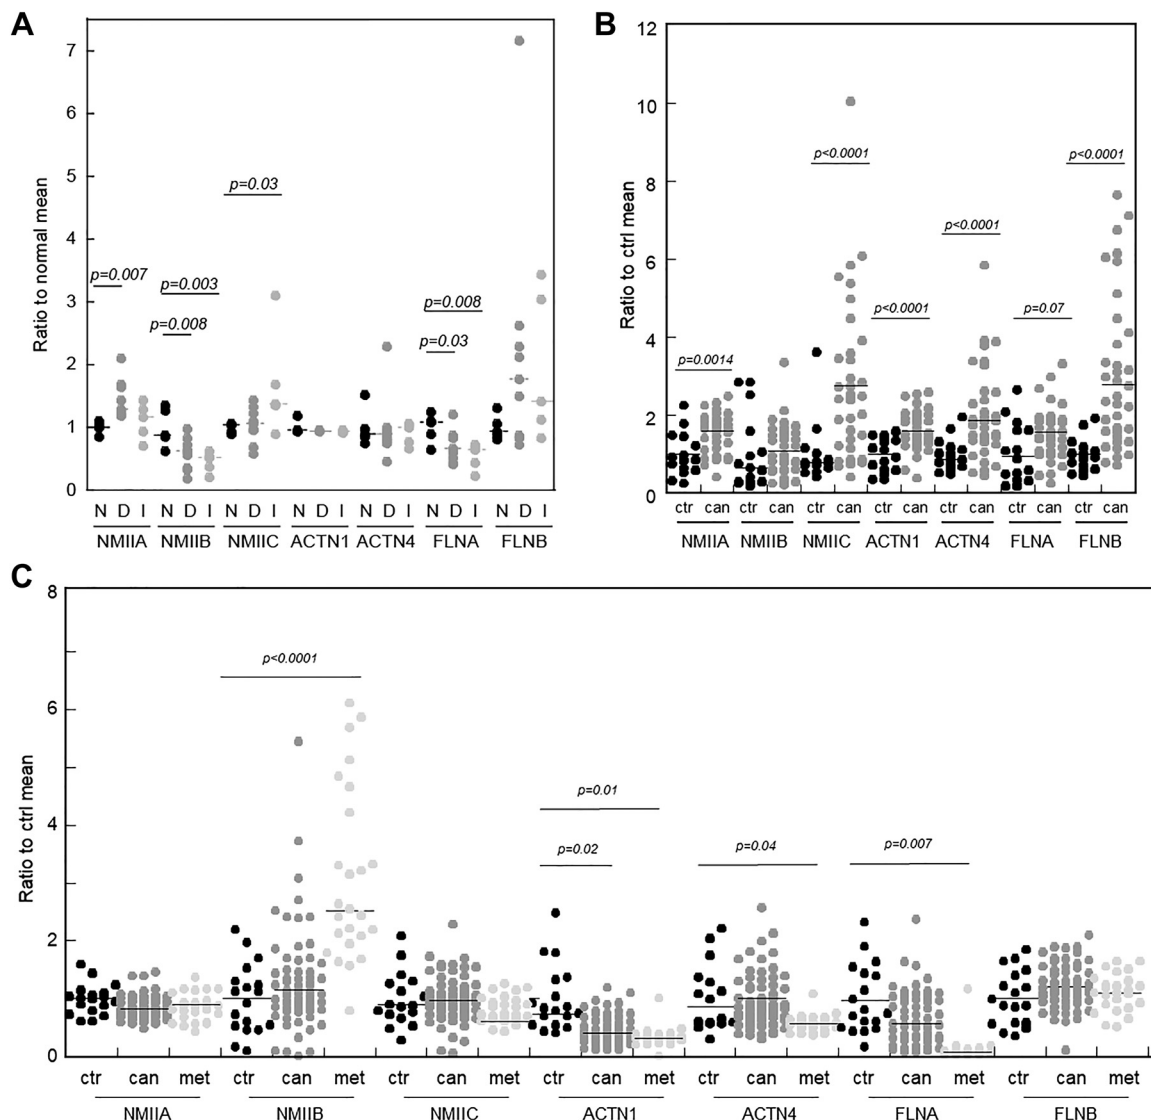 A
Ratio to normal mean
7
6
5
4
3
2
1
0
p=0.007
p=0.003
p=0.008
p=0.03
p=0.008
p=0.03
N D I N D I N D I N D I N D I N D I N D I
NMIIA NMIIB NMIIC ACTN1 ACTN4 FLNA FLNB
B
Ratio to ctrl mean
12
10
8
6
4
2
0
p=0.0014
p<0.0001
p<0.0001
p<0.0001
p=0.07
p<0.0001
ctr can ctr can ctr can ctr can ctr can ctr can ctr can
NMIIA NMIIB NMIIC ACTN1 ACTN4 FLNA FLNB
C
Ratio to ctrl mean
8
6
4
2
0
p<0.0001
p=0.01
p=0.02
p=0.04
p=0.007
ctr can met ctr can met ctr can met ctr can met ctr can met ctr can met ctr can met
NMIIA NMIIB NMIIC ACTN1 ACTN4 FLNA FLNB